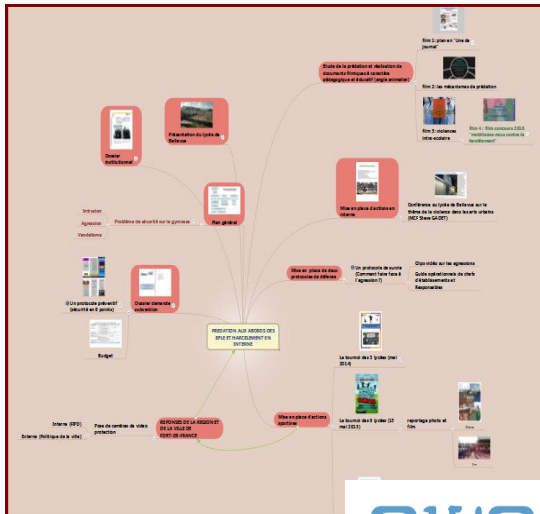 Etude de la prédation et réalisation de
documents filmiques à caractère
pédagogique et éducatif
film 1: plan en "Une de
journal"
film 2: les mécanismes de prédation
film 3: violences
intra-scolaire
film 4 : film concours 2018
"mobilisons-nous contre le
harcèlement"
Présentation du lycée de
Bellevue
Dossier
institutionnel
Plan général
Problème de sécurité sur le gymnase
Intrusion
Agression
Vandalisme
Mise en place d'actions en
interne
Conférence au lycée de Bellevue sur le
thème de la violence dans les arts urbains
(MCF Steve GADET)
Mise en place de deux
protocoles de défense
Un protocole de survie
(Comment faire face à
l'agression ?)
Clips vidéo sur les agressions
Guide opérationnels de chefs
d'établissements et
Responsables
Dossier demande
subvention
Un protocole préventif
(sécurité en 6 points)
Budget
PREDATION AUX ABORDS DES
EPLE ET HARCELEMENT EN
INTERNE
Mise en place d'actions
sportives
Le tournoi des 3 lycées (mai
2014)
Le tournoi des 6 lycées (13
mai 2015)
reportage photo et
film
REPONSES DE LA REGION ET
DE LA VILLE DE
FORT-DE-FRANCE
Pose de caméras de video
protection
Interne
Externe (Politique de la ville)